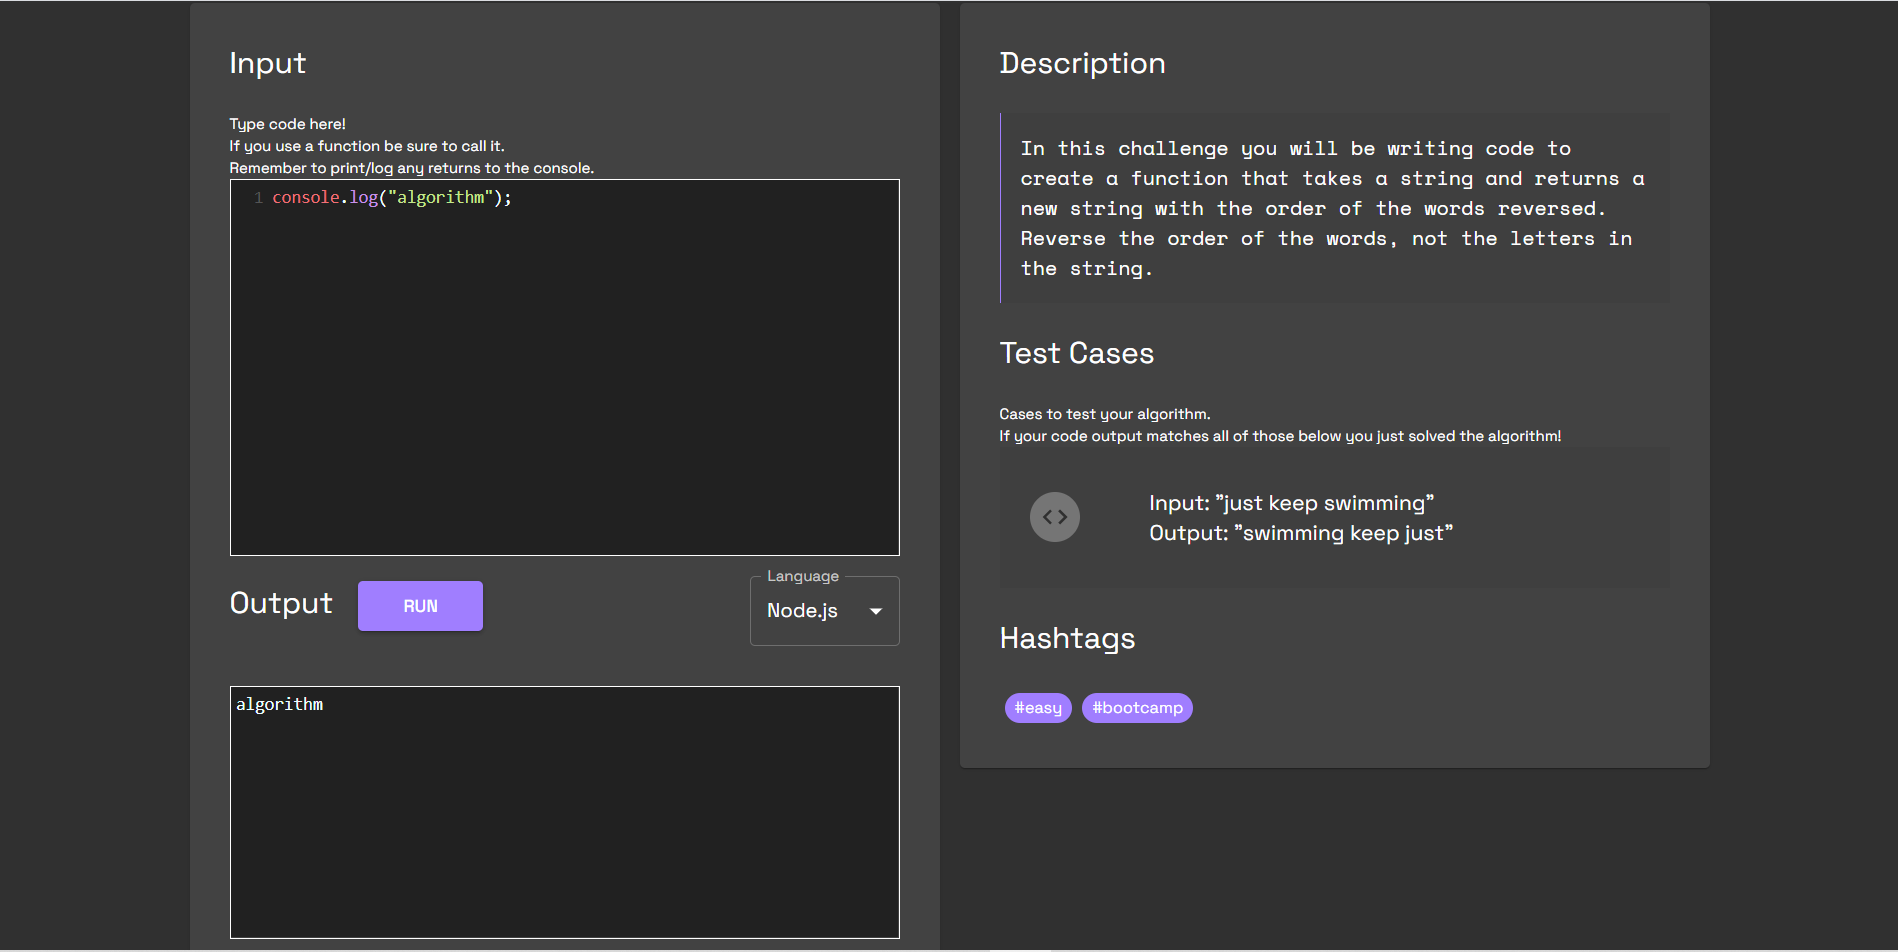 Input
Type code here!
If you use a function be sure to call it.
Remember to print/log any returns to the console.
1 console.log("algorithm");
Output
RUN
Language
Node.js
algorithm
Description
In this challenge you will be writing code to
create a function that takes a string and returns a
new string with the order of the words reversed.
Reverse the order of the words, not the letters in
the string.
Test Cases
Cases to test your algorithm.
If your code output matches all of those below you just solved the algorithm!
Input: ”just keep swimming”
Output: ”swimming keep just”
Hashtags
#easy #bootcamp